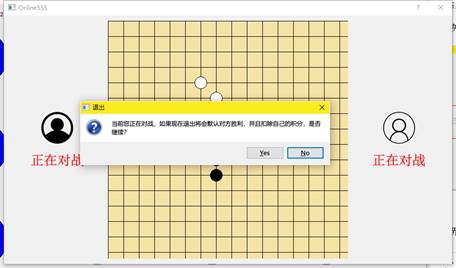 Online555
退出
当前您正在对战，如果现在退出将会默认对方胜利，并且扣除自己的积分，是否
继续？
Yes
No
正在对战
正在对战